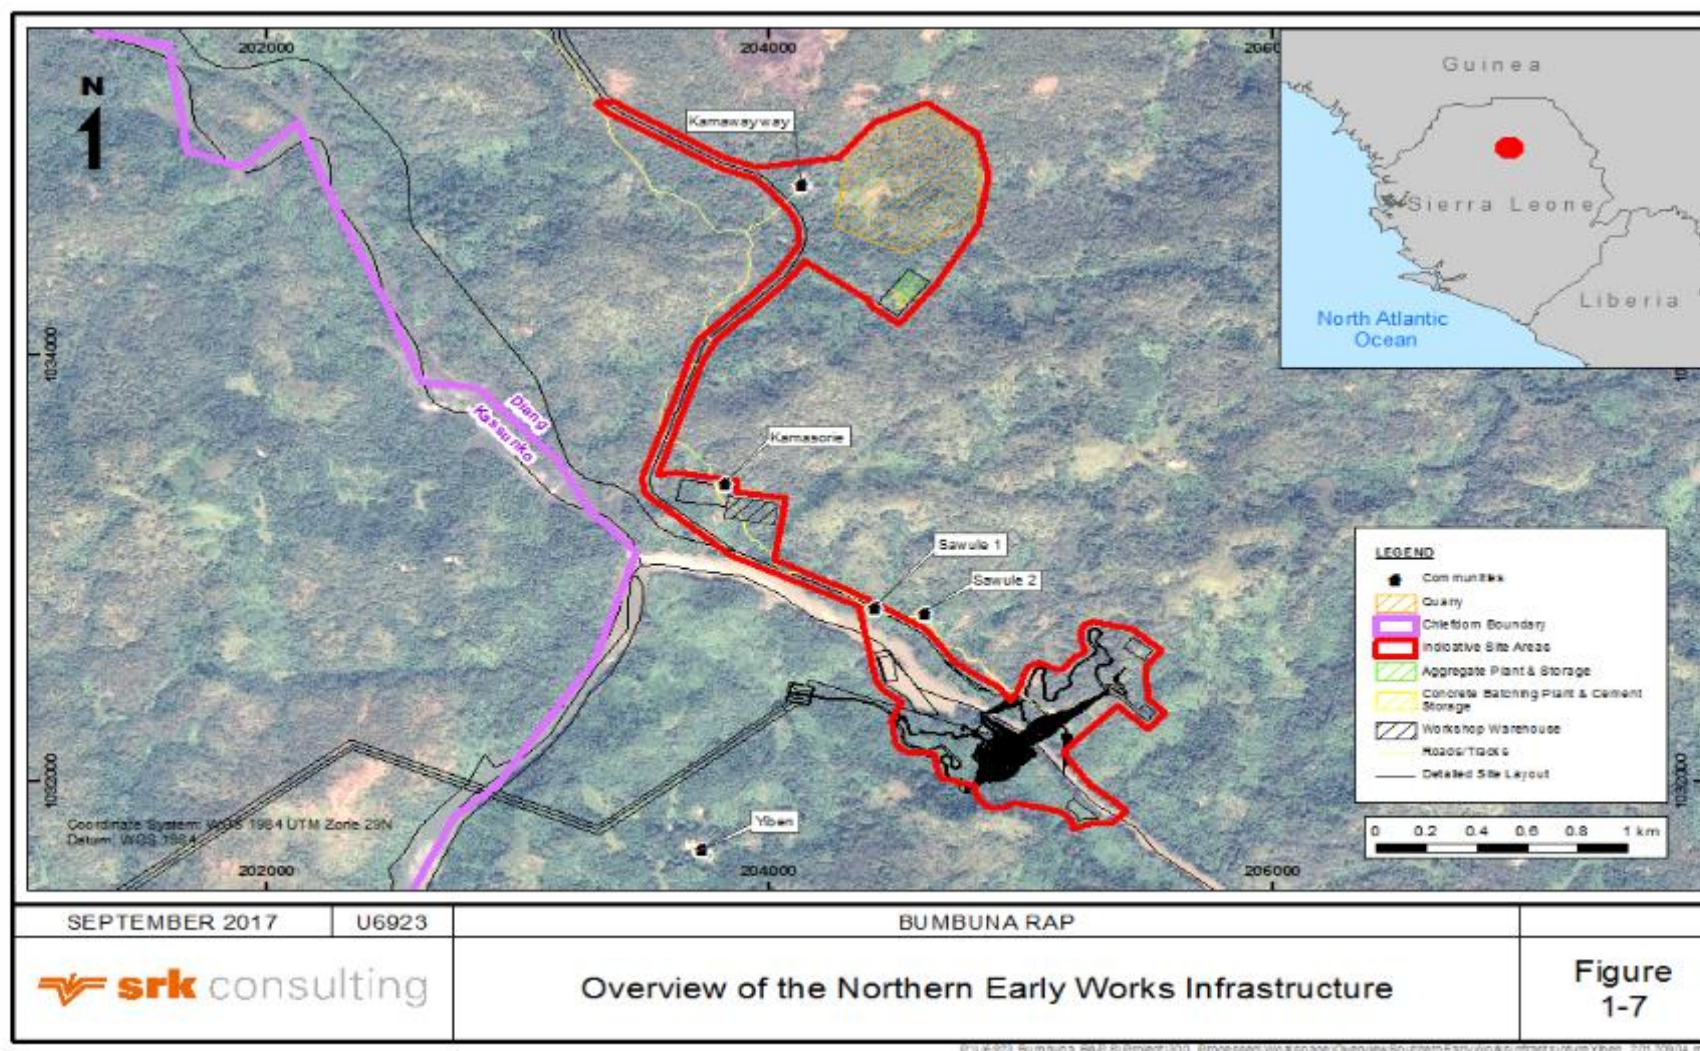 202000
204000
N
Kamawayway
Guinea
Sierra Leone
Liberia
North Atlantic
Ocean
1034000
Diang
Kassunko
Kamasorie
Sawule 1
Sawule 2
Yiben
LEGEND
Communities
Quarry
Chiefdom Boundary
Indicative Site Areas
Aggregate Plant & Storage
Concrete Batching Plant & Cement
Storage
Workshop Warehouse
Roads/Tracks
Detailed Site Layout
1032000
1032000
Coordinate System: WGS 1984 UTM Zone 29N
Datum: WGS 1984
0 0.2 0.4 0.6 0.8 1 km
202000
204000
206000
SEPTEMBER 2017
U6923
BUMBUNA RAP
srk consulting
Overview of the Northern Early Works Infrastructure
Figure
1-7